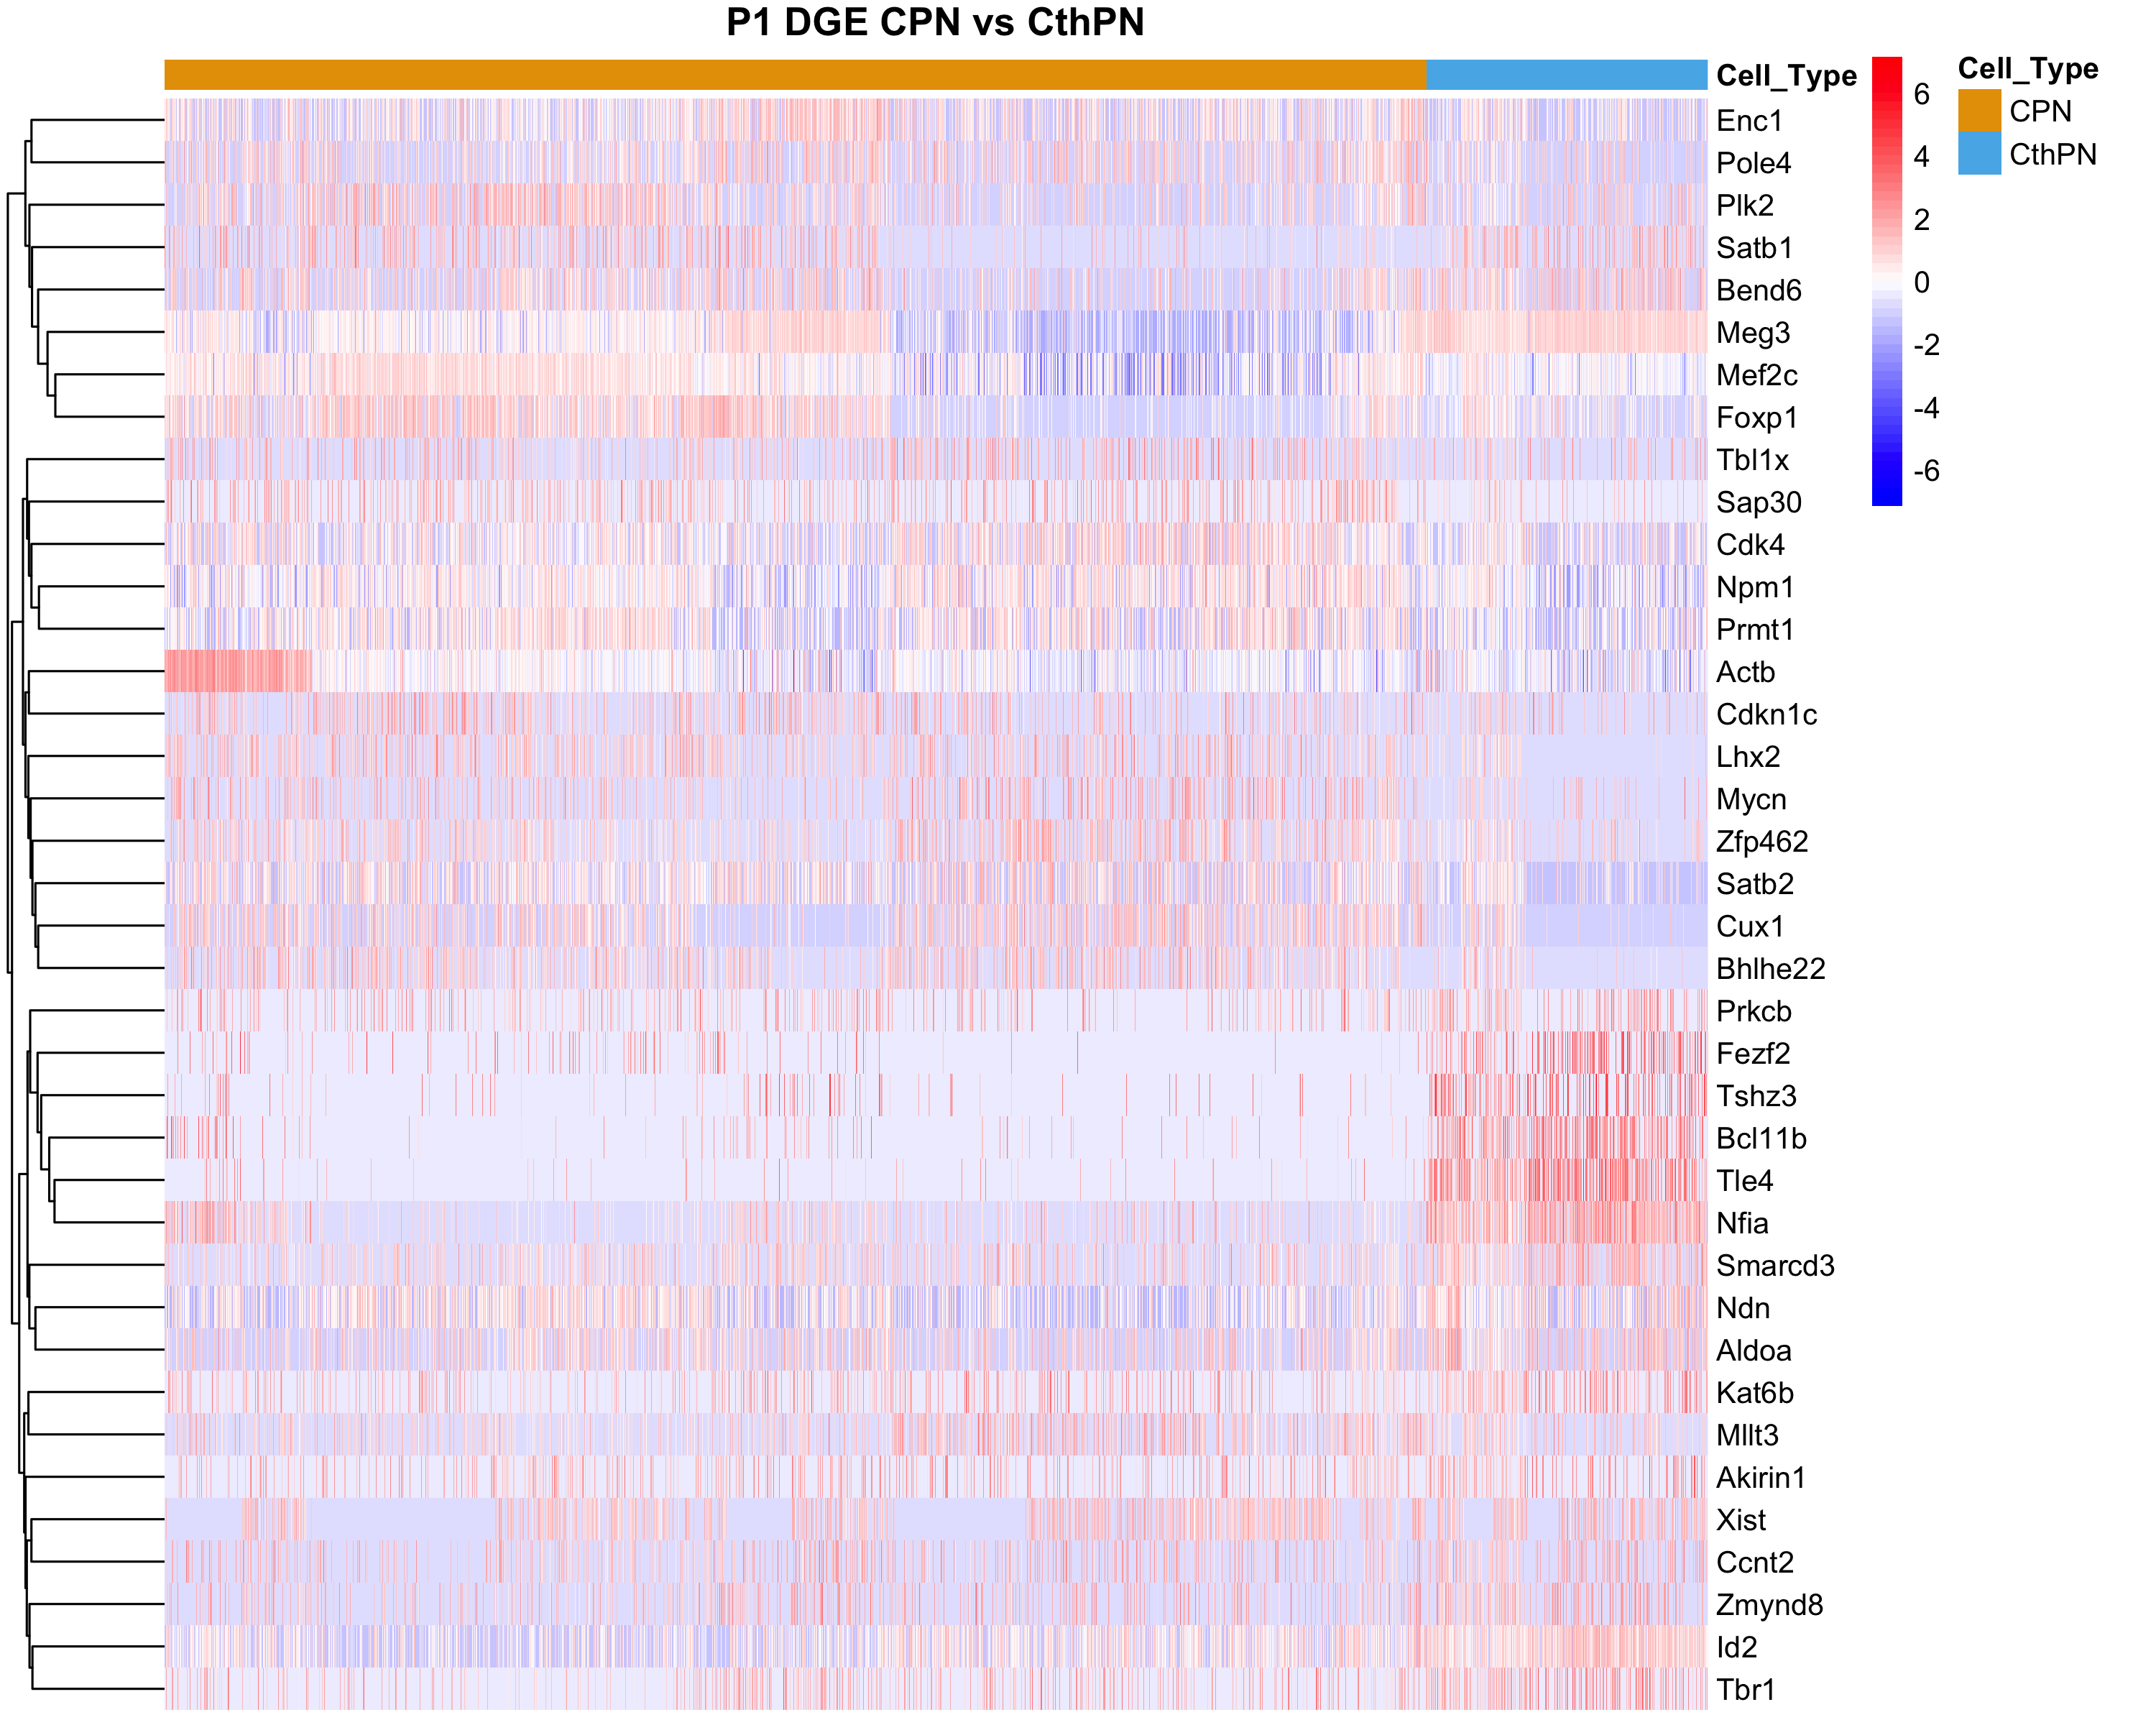 P1 DGE CPN vs CthPN
Cell_Type
Enc1
Pole4
Plk2
Satb1
Bend6
Meg3
Mef2c
Foxp1
Tbl1x
Sap30
Cdk4
Npm1
Prmt1
Actb
Cdkn1c
Lhx2
Mycn
Zfp462
Satb2
Cux1
Bhlhe22
Prkcb
Fezf2
Tshz3
Bcl11b
Tle4
Nfia
Smarcd3
Ndn
Aldoa
Kat6b
Mllt3
Akirin1
Xist
Ccnt2
Zmynd8
Id2
Tbr1
6
4
2
0
-2
-4
-6
Cell_Type
CPN
CthPN